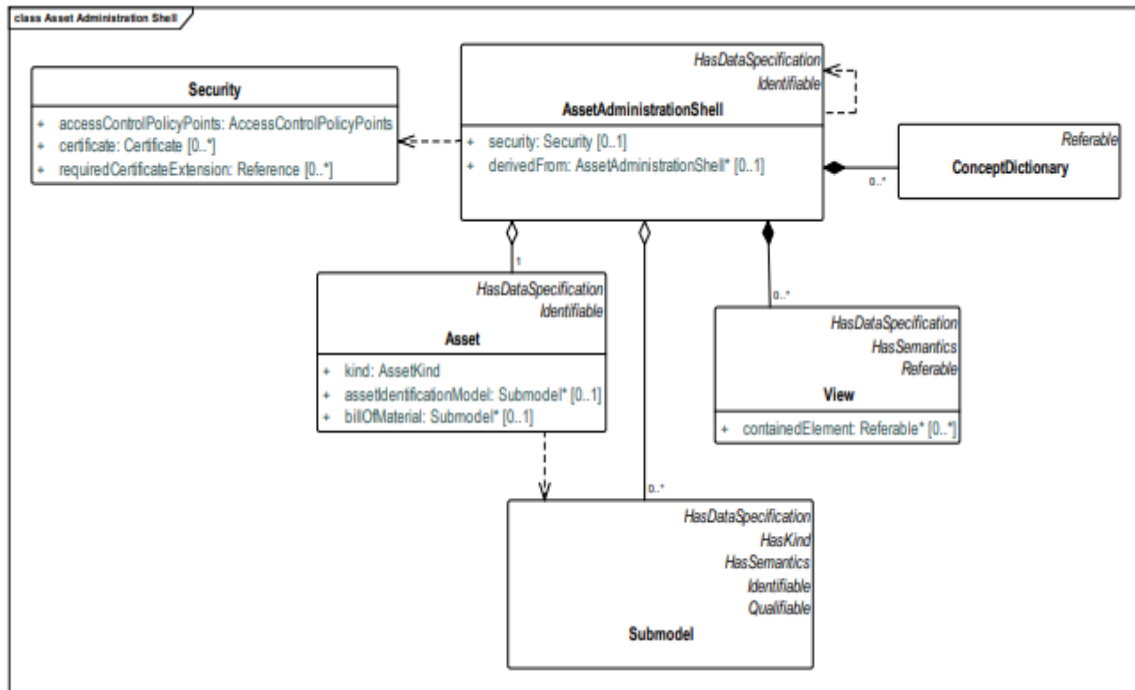 class Asset Administration Shell
Security
+ accessControlPolicyPoints: AccessControlPolicyPoints
+ certificate: Certificate [0..*]
+ requiredCertificateExtension: Reference [0..*]
HasDataSpecification
Identifiable
AssetAdministrationShell
+ security: Security [0..1]
+ derivedFrom: AssetAdministrationShell* [0..1]
Referable
ConceptDictionary
0..*
1
HasDataSpecification
Identifiable
Asset
+ kind: AssetKind
+ assetIdentificationModel: Submodel* [0..1]
+ billOfMaterial: Submodel* [0..1]
0..*
HasDataSpecification
HasSemantics
Referable
View
+ containedElement: Referable* [0..*]
0..*
HasDataSpecification
HasKind
HasSemantics
Identifiable
Qualifiable
Submodel